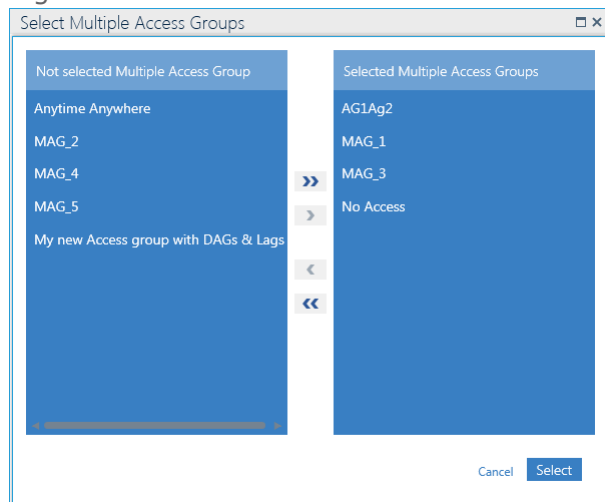 Select Multiple Access Groups
Not selected Multiple Access Group
Anytime Anywhere
MAG_2
MAG_4
MAG_5
My new Access group with DAGs & Lags
Selected Multiple Access Groups
AG1Ag2
MAG_1
MAG_3
No Access
Cancel
Select